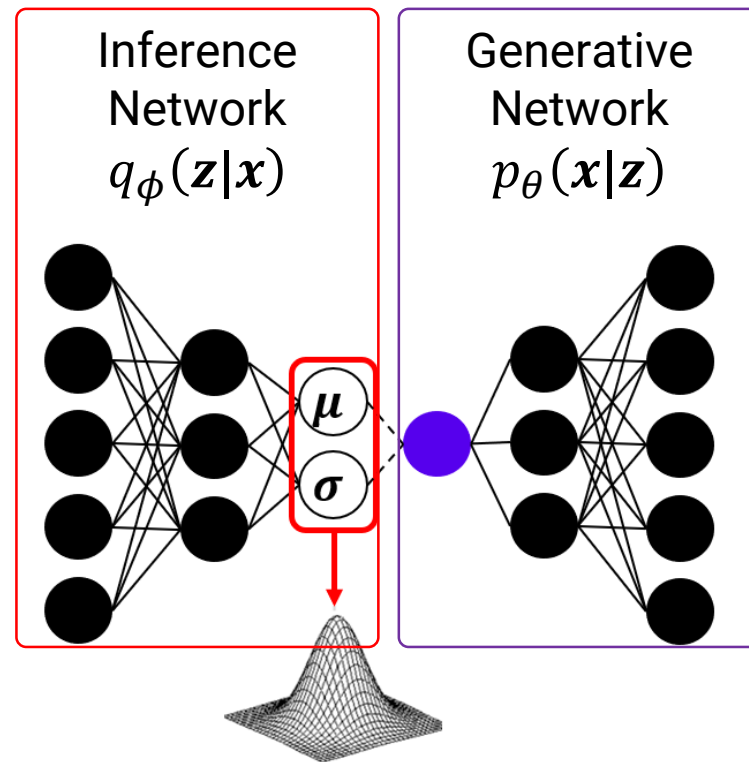 Inference
Network
qϕ(z|x)
Generative
Network
pθ(x|z)
μ
σ